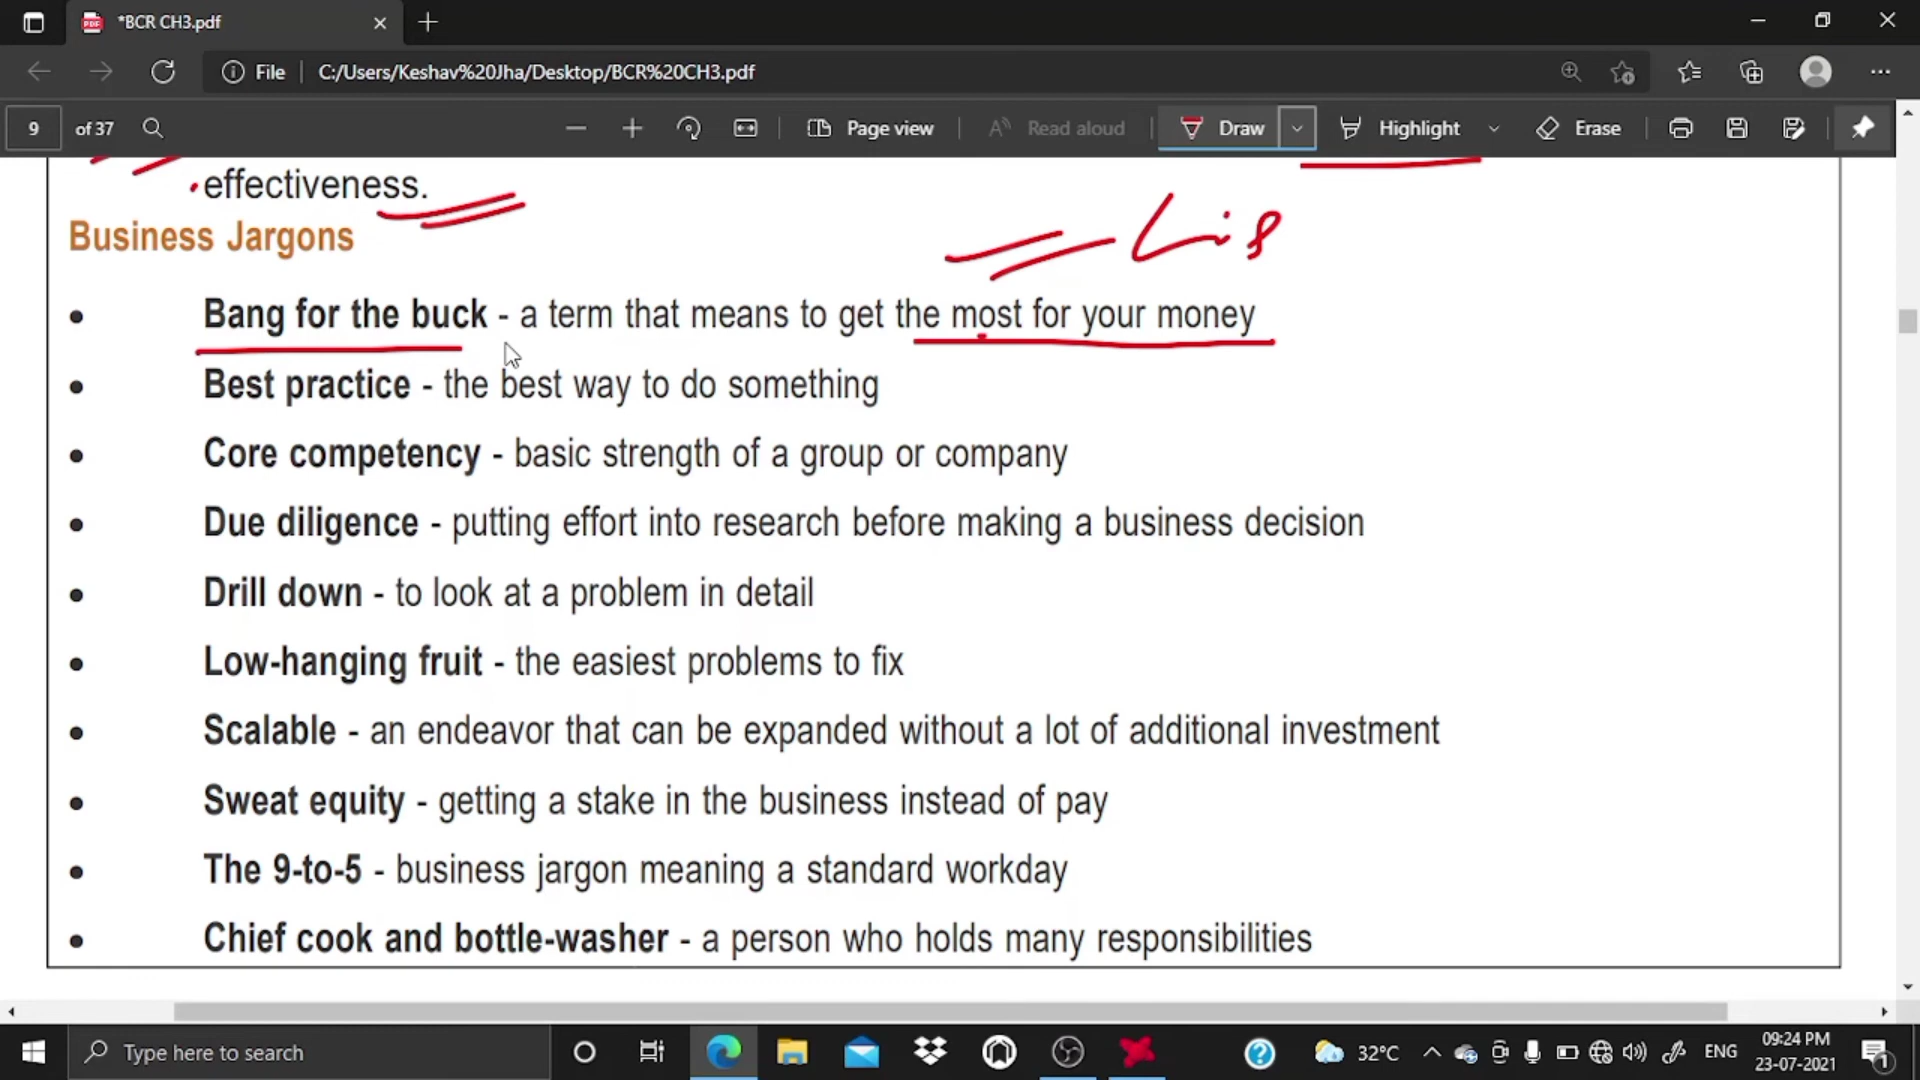 *BCR CH3.pdf
File
C:/Users/Keshav%20Jha/Desktop/BCR%20CH3.pdf
9 of 37
Page view
Read aloud
Draw
Highlight
Erase
effectiveness.
Business Jargons
• Bang for the buck - a term that means to get the most for your money
• Best practice - the best way to do something
• Core competency - basic strength of a group or company
• Due diligence - putting effort into research before making a business decision
• Drill down - to look at a problem in detail
• Low-hanging fruit - the easiest problems to fix
• Scalable - an endeavor that can be expanded without a lot of additional investment
• Sweat equity - getting a stake in the business instead of pay
• The 9-to-5 - business jargon meaning a standard workday
• Chief cook and bottle-washer - a person who holds many responsibilities
Type here to search
32°C
ENG
09:24 PM
23-07-2021
1